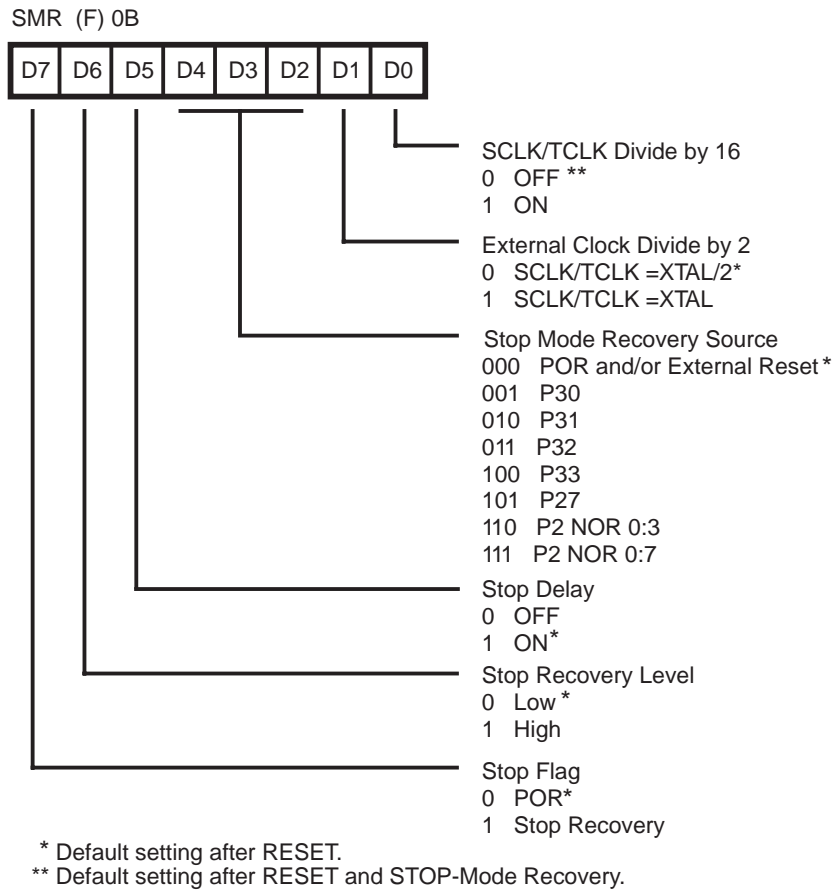 SMR (F) 0B
D7 D6 D5 D4 D3 D2 D1 D0
SCLK/TCLK Divide by 16
0 OFF **
1 ON
External Clock Divide by 2
0 SCLK/TCLK =XTAL/2*
1 SCLK/TCLK =XTAL
Stop Mode Recovery Source
000 POR and/or External Reset *
001 P30
010 P31
011 P32
100 P33
101 P27
110 P2 NOR 0:3
111 P2 NOR 0:7
Stop Delay
0 OFF
1 ON*
Stop Recovery Level
0 Low *
1 High
Stop Flag
0 POR*
1 Stop Recovery
* Default setting after RESET.
** Default setting after RESET and STOP-Mode Recovery.